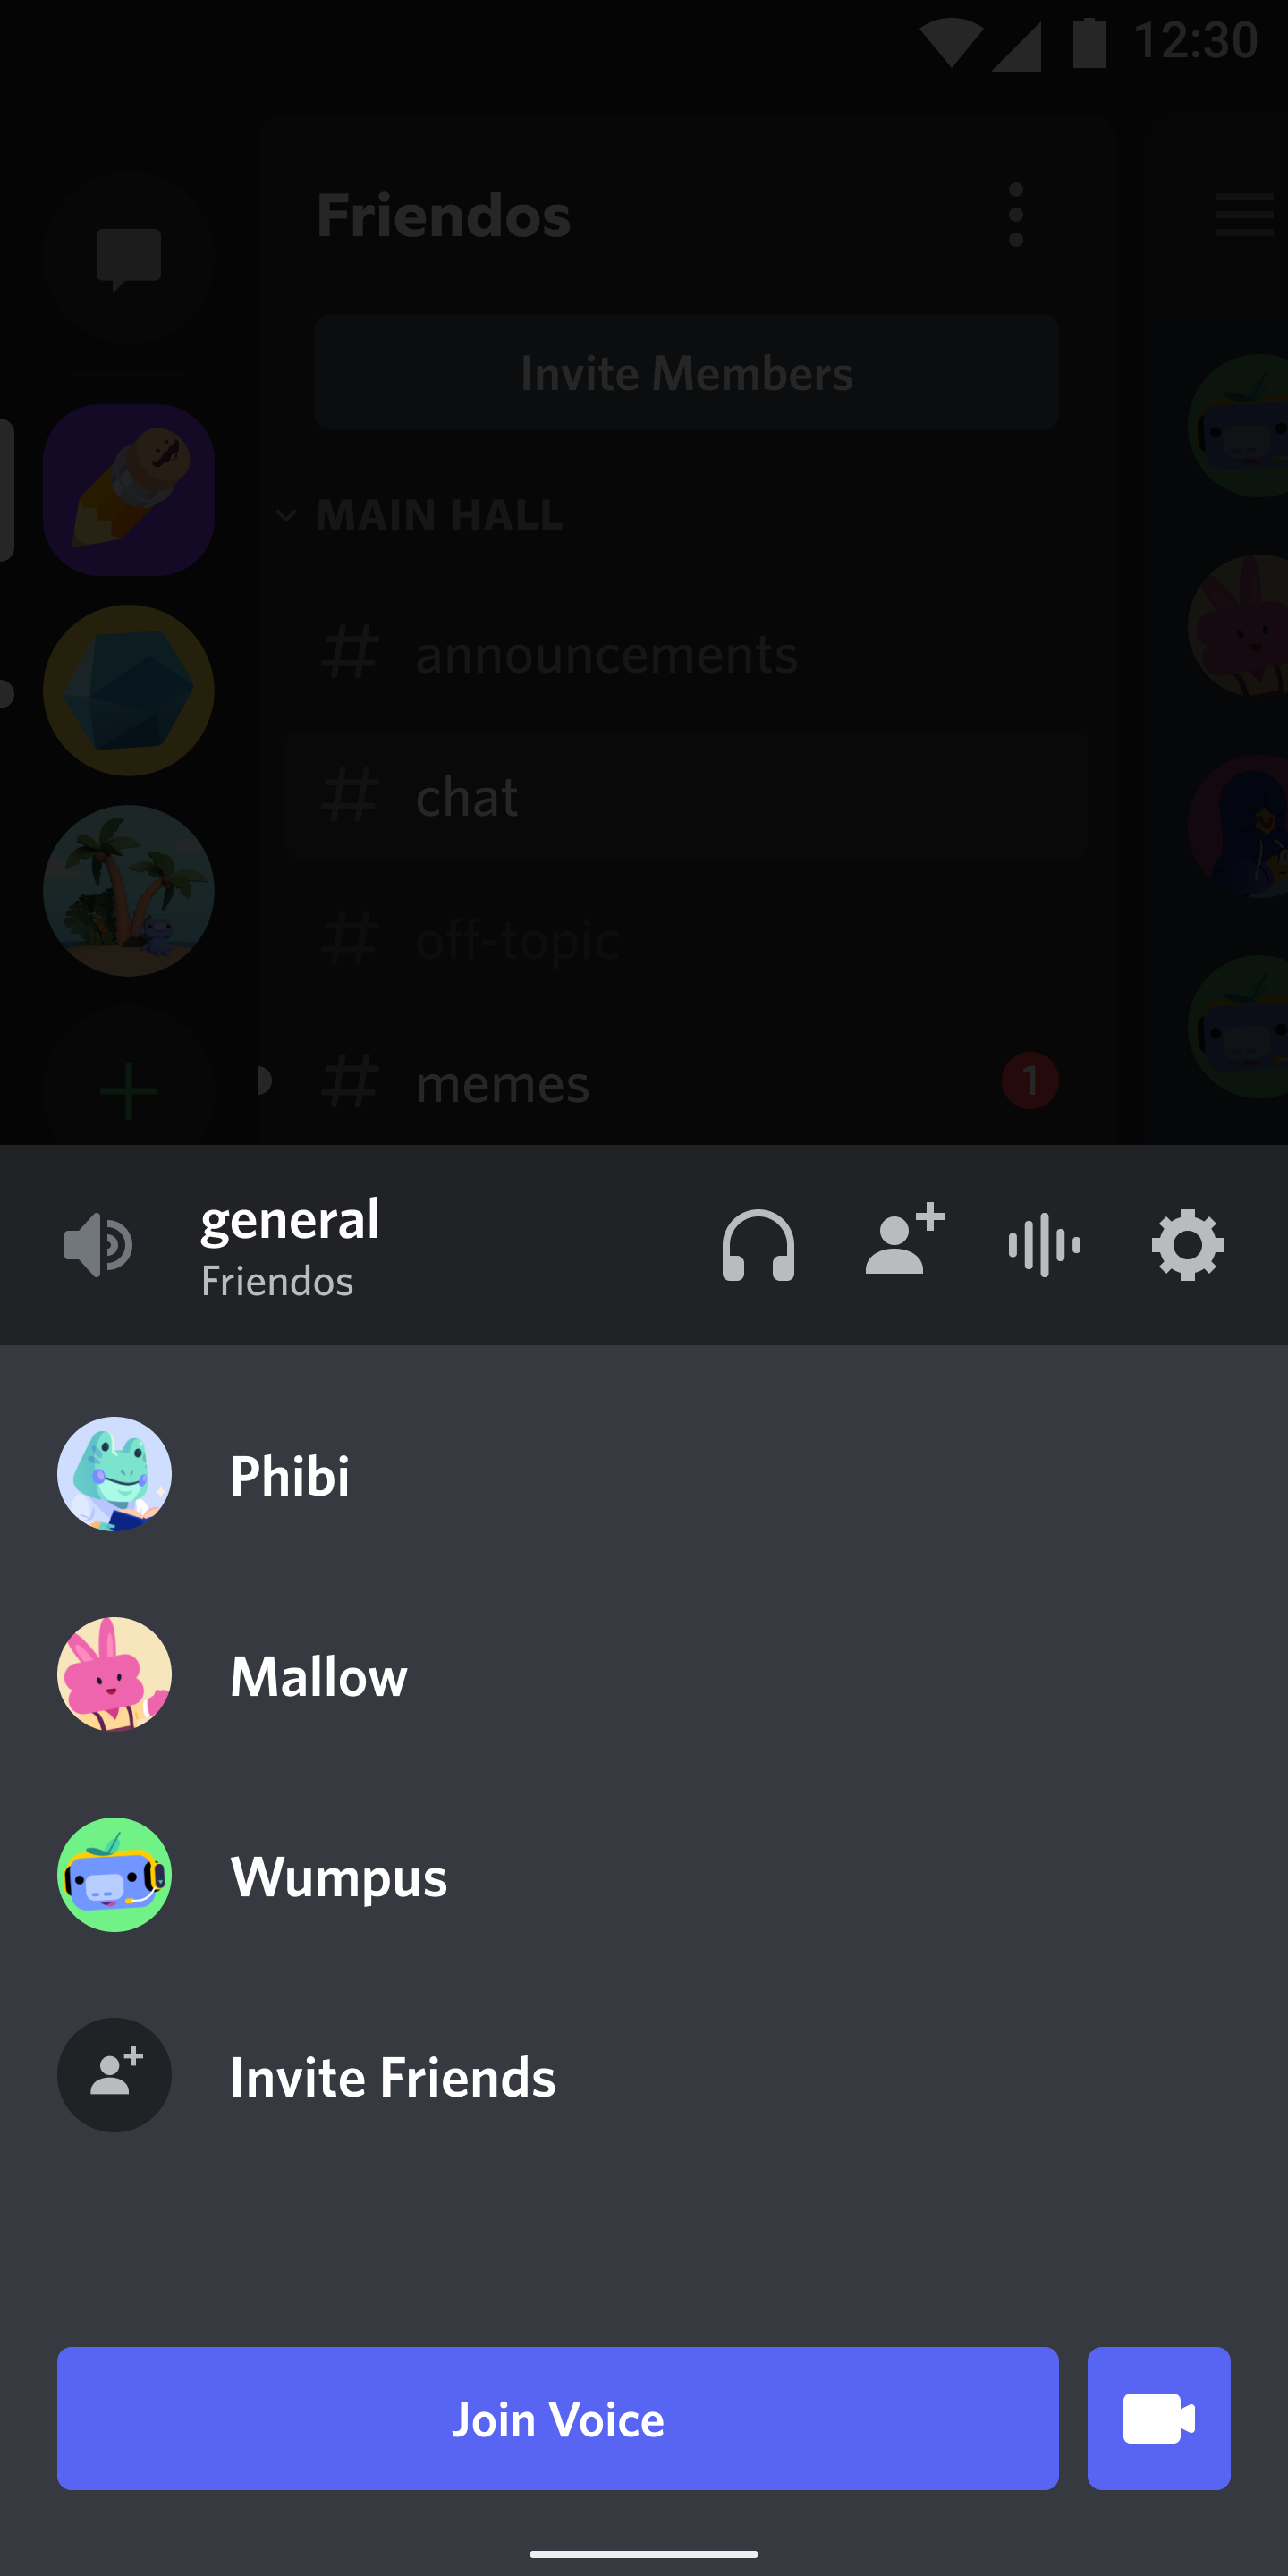 12:30
Friendos
Invite Members
MAIN HALL
announcements
chat
off-topic
memes
1
general
Friendos
Phibi
Mallow
Wumpus
Invite Friends
Join Voice